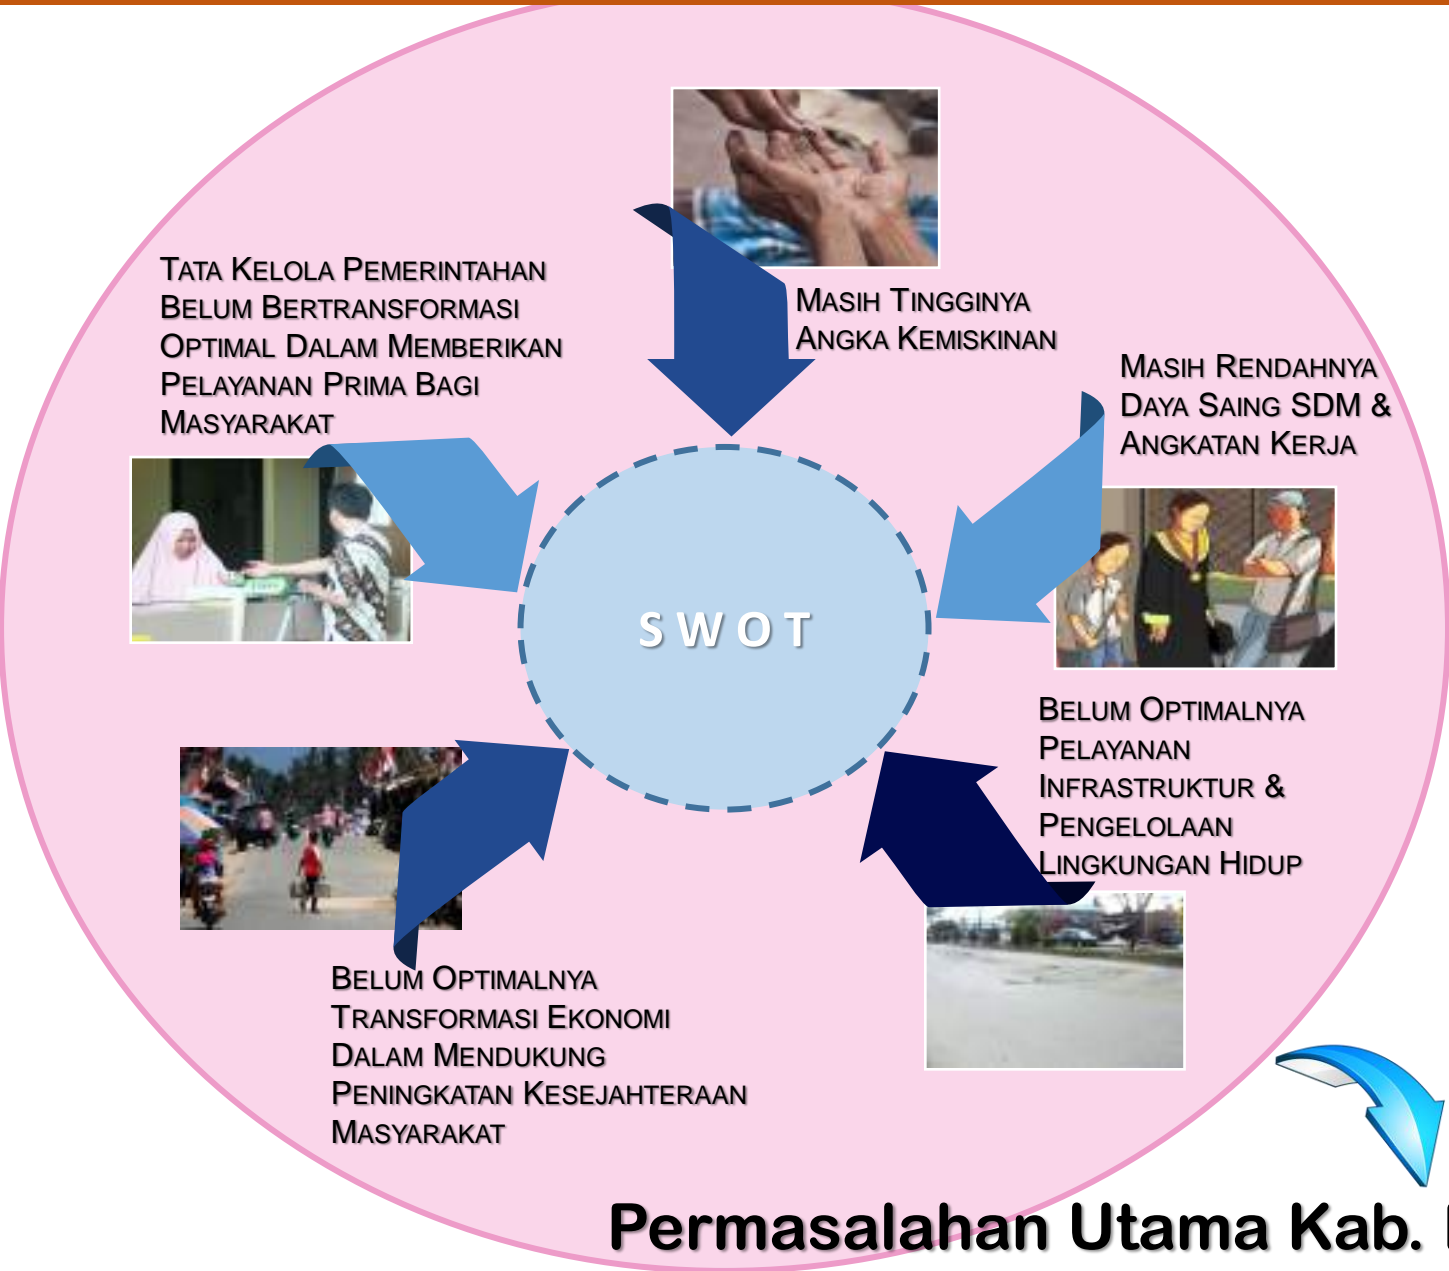 MASIH TINGGINYA
ANGKA KEMISKINAN
TATA KELOLA PEMERINTAHAN
BELUM BERTRANSFORMASI
OPTIMAL DALAM MEMBERIKAN
PELAYANAN PRIMA BAGI
MASYARAKAT
MASIH RENDAHNYA
DAYA SAING SDM &
ANGKATAN KERJA
S W O T
BELUM OPTIMALNYA
PELAYANAN
INFRASTRUKTUR &
PENGELOLAAN
LINGKUNGAN HIDUP
BELUM OPTIMALNYA
TRANSFORMASI EKONOMI
DALAM MENDUKUNG
PENINGKATAN KESEJAHTERAAN
MASYARAKAT
Permasalahan Utama Kab.